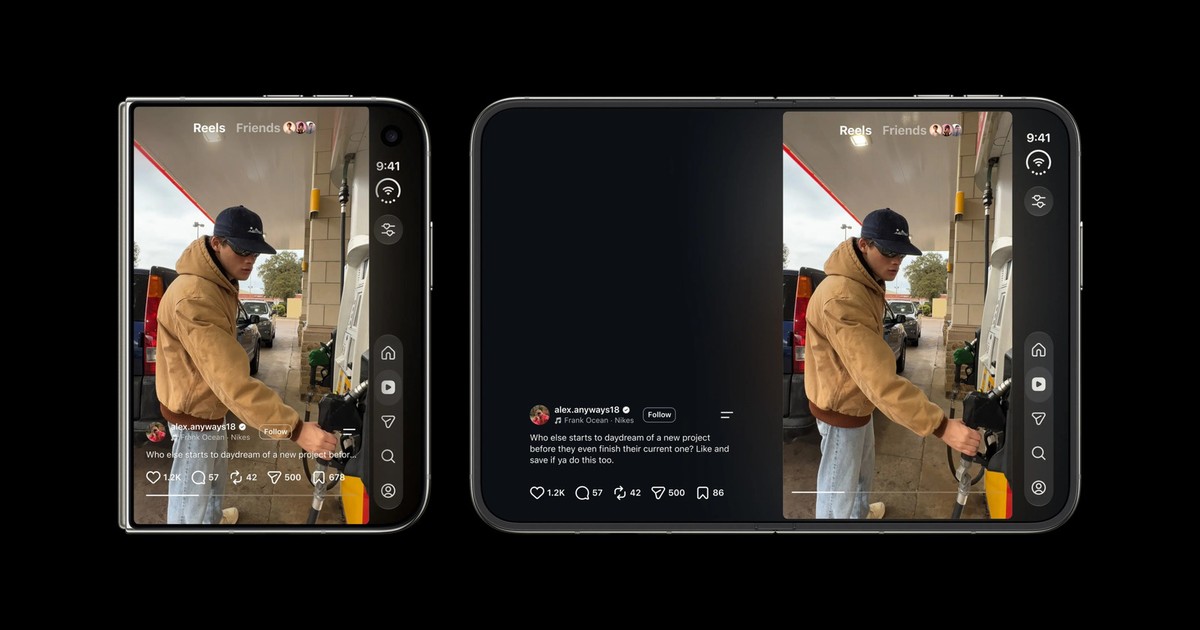 Reels Friends
9:41
alex.anyways18
Frank Ocean · Nikes
Follow
Who else starts to daydream of a new project befor...
1.2K 57 42 500 678
Reels Friends
9:41
alex.anyways18
Frank Ocean · Nikes
Follow
Who else starts to daydream of a new project
before they even finish their current one? Like and
save if ya do this too.
1.2K 57 42 500 86